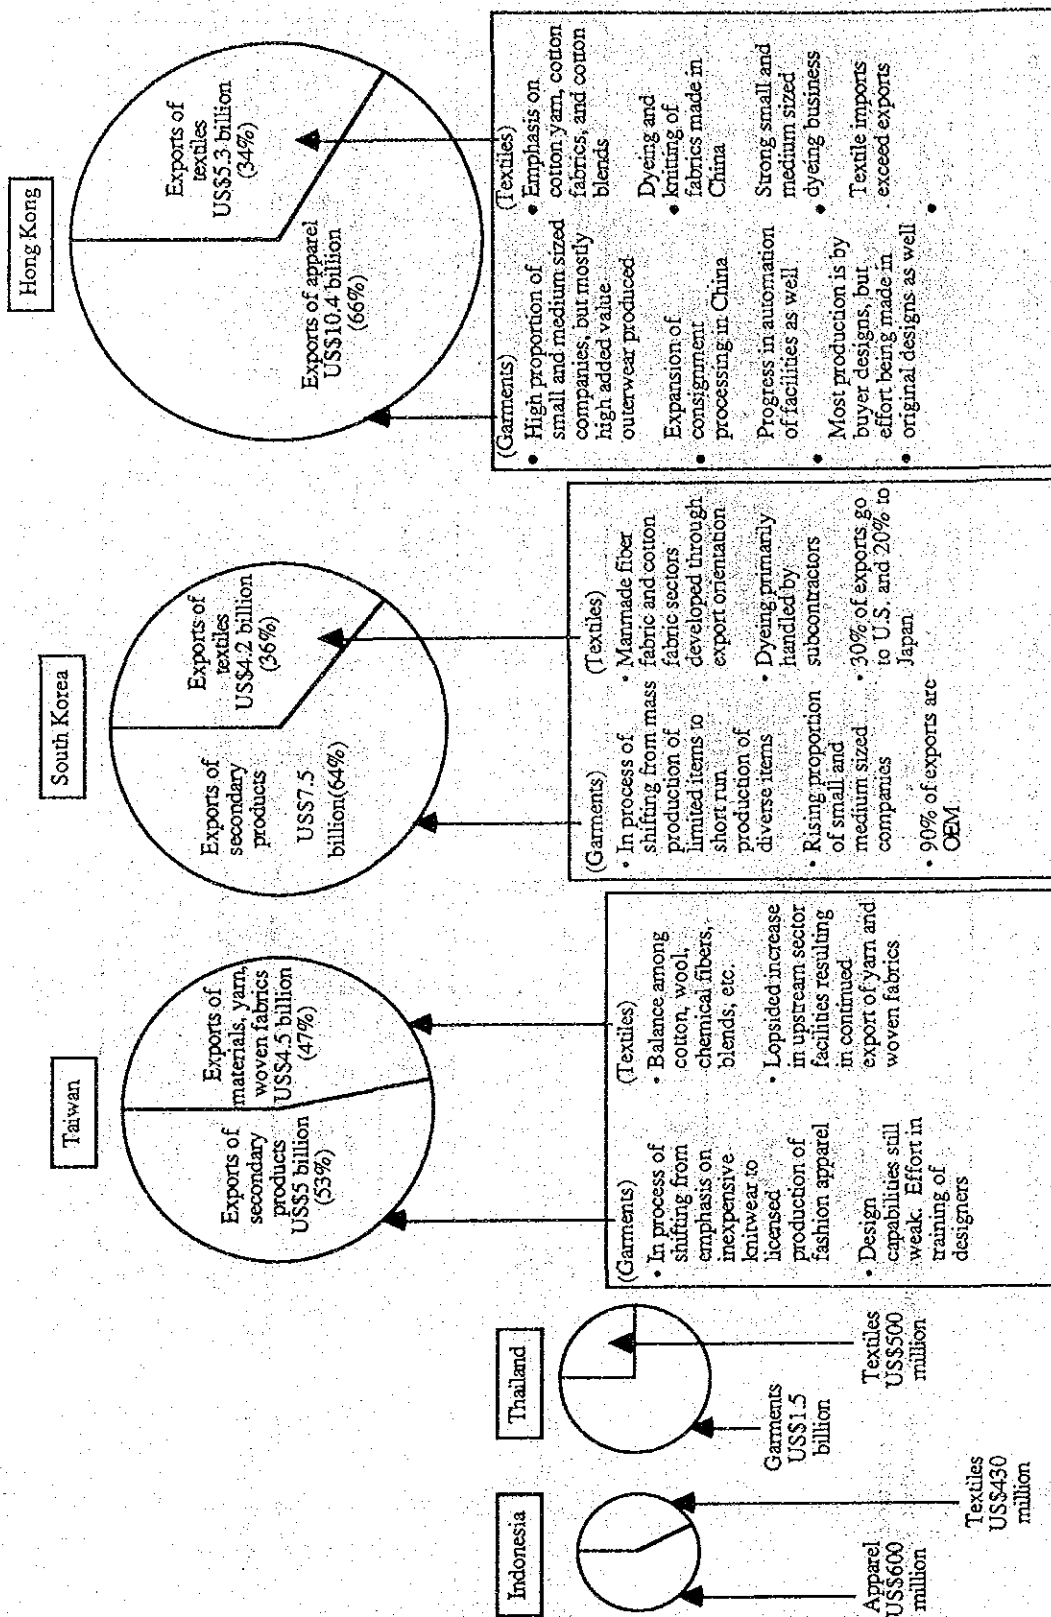 Indonesia
Apparel
US$600
million
Textiles
US$430
million
Thailand
Garments
US$1.5
billion
Textiles
US$500
million
Taiwan
Exports of
secondary
products
US$5 billion
(53%)
Exports of
materials, yarn,
woven fabrics
US$4.5 billion
(47%)
(Garments)
• In process of
shifting from
emphasis on
inexpensive
knitwear to
licensed
production of
fashion apparel
• Design
capabilities still
weak. Effort in
training of
designers
(Textiles)
• Balance among
cotton, wool,
chemical fibers,
blends, etc.
• Lopsided increase
in upstream sector
facilities resulting
in continued
export of yarn and
woven fabrics
South Korea
Exports of
secondary
products
US$7.5
billion(64%)
Exports of
textiles
US$4.2 billion
(36%)
(Garments)
• In process of
shifting from mass
production of
limited items to
short run
production of
diverse items
• Rising proportion
of small and
medium sized
companies
• 90% of exports are
OEM
(Textiles)
• Manmade fiber
fabric and cotton
fabric sectors
developed through
export orientation
• Dyeing primarily
handled by
subcontractors
• 30% of exports go
to U.S. and 20% to
Japan
Hong Kong
Exports of apparel
US$10.4 billion
(66%)
Exports of
textiles
US$5.3 billion
(34%)
(Garments)
• High proportion of
small and medium sized
companies, but mostly
high added value
outerwear produced
Expansion of
consignment
• processing in China
Progress in automation
of facilities as well
•
Most production is by
buyer designs, but
effort being made in
• original designs as well
(Textiles)
• Emphasis on
cotton yarn, cotton
fabrics, and cotton
blends
Dyeing and
• knitting of
fabrics made in
China
Strong small and
medium sized
• dyeing business
Textile imports
exceed exports
•